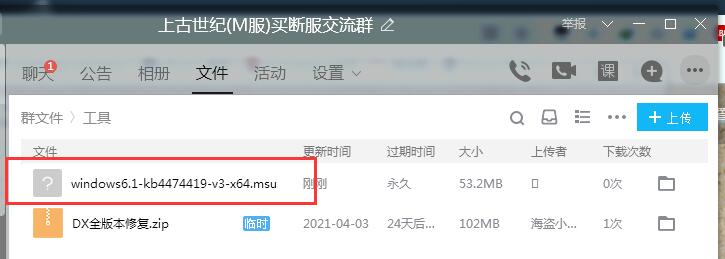 上古世纪(M服)买断服交流群 举报
聊天 1 公告 相册 文件 活动 设置 课
群文件 〉工具 上传
文件 更新时间 过期时间 大小 上传者 下载次数
windows6.1-kb4474419-v3-x64.msu 刚刚 永久 53.2MB 0次
DX全版本修复.zip 临时 2021-04-03 24天后... 102MB 海盗小... 1次